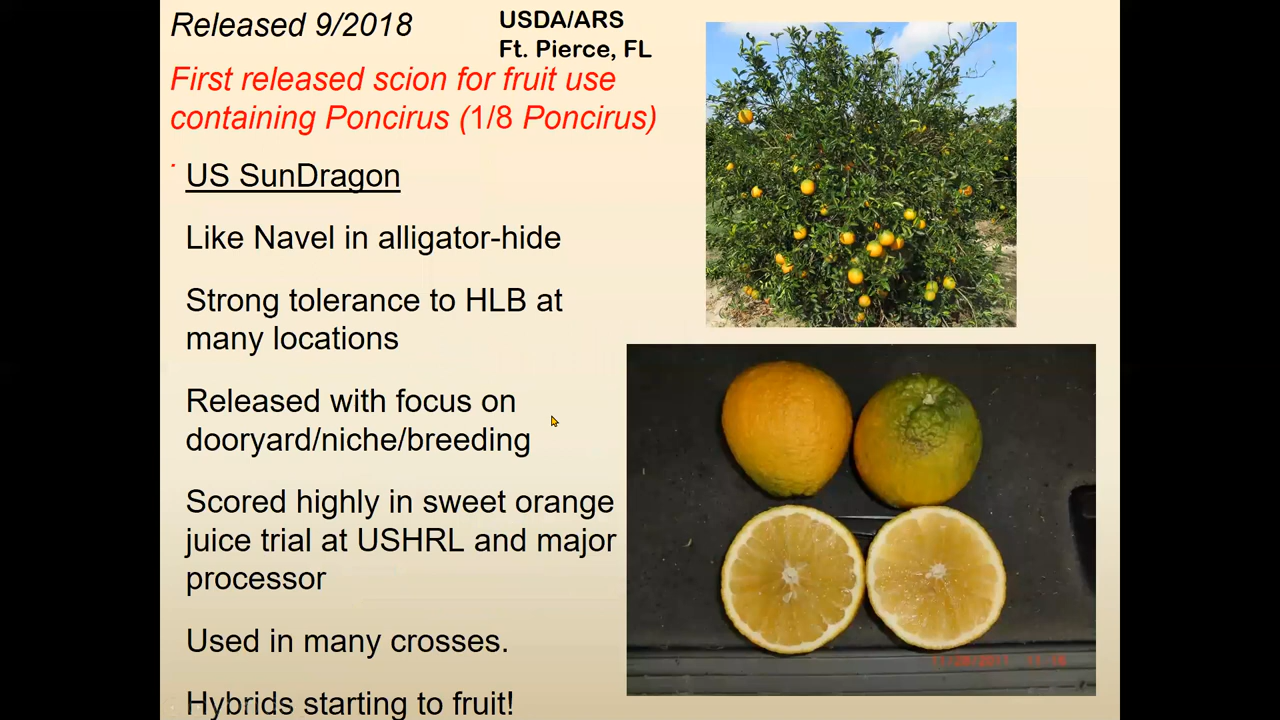 Released 9/2018
USDA/ARS
Ft. Pierce, FL
First released scion for fruit use
containing Poncirus (1/8 Poncirus)
US SunDragon
Like Navel in alligator-hide
Strong tolerance to HLB at
many locations
Released with focus on
dooryard/niche/breeding
Scored highly in sweet orange
juice trial at USHRL and major
processor
Used in many crosses.
Hybrids starting to fruit!